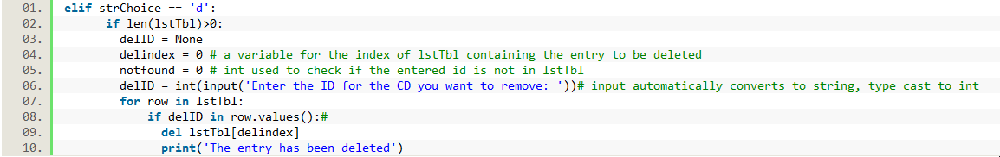 01. elif strChoice == 'd':
02. if len(lstTbl)>0:
03. delID = None
04. delindex = 0 # a variable for the index of lstTbl containing the entry to be deleted
05. notfound = 0 # int used to check if the entered id is not in lstTbl
06. delID = int(input('Enter the ID for the CD you want to remove: '))# input automatically converts to string, type cast to int
07. for row in lstTbl:
08. if delID in row.values():#
09. del lstTbl[delindex]
10. print('The entry has been deleted')